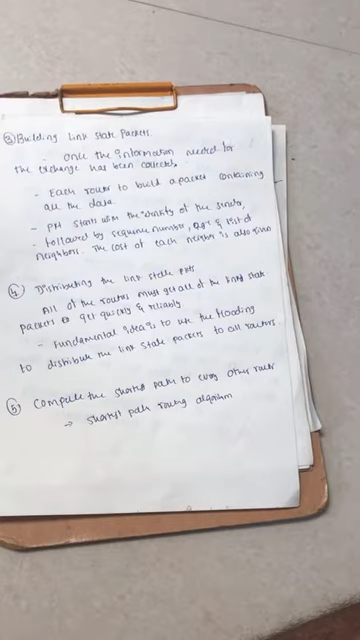 ③ Building Link State Packets.
- Once the information needed for
the exchange has been collected,
- Each router to build a packet containing
all the data.
- Pkt starts with the identity of the sender,
- followed by sequence number, age & list of
neighbors. The cost of each neighbor is also given
④ Distributing the link state pkts
All of the routers must get all of the link state
packets to get quickly & reliably
- Fundamental idea is to use the flooding
to distribute the link state packets to all routers.
⑤ Compute the shortest path to every other router
→ shortest path routing algorithm